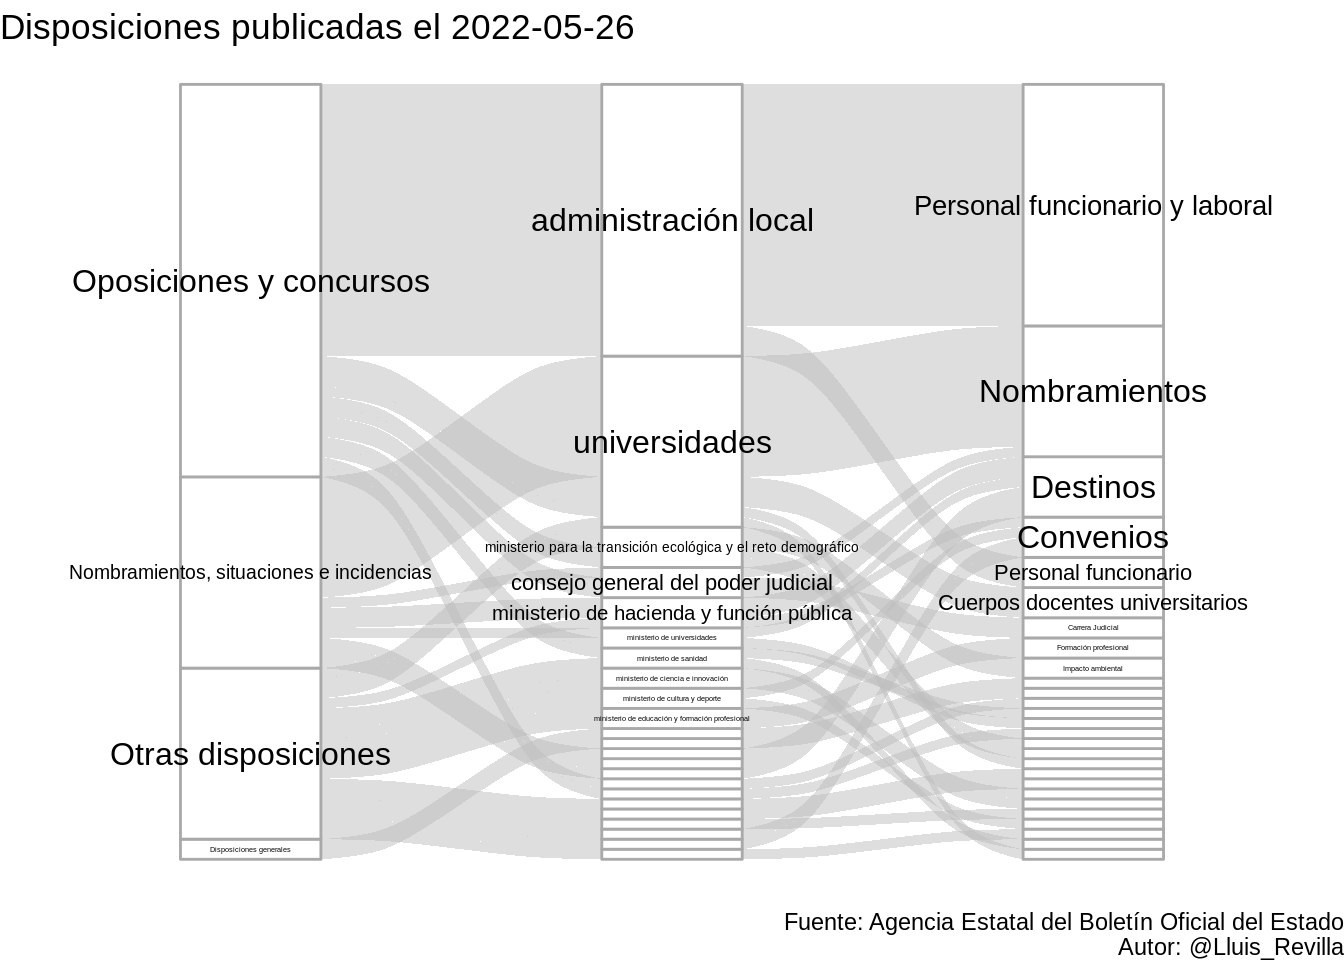 Disposiciones publicadas el 2022-05-26
Oposiciones y concursos
Nombramientos, situaciones e incidencias
Otras disposiciones
Disposiciones generales
administración local
universidades
ministerio para la transición ecológica y el reto demográfico
consejo general del poder judicial
ministerio de hacienda y función pública
ministerio de universidades
ministerio de sanidad
ministerio de ciencia e innovación
ministerio de cultura y deporte
ministerio de educación y formación profesional
Personal funcionario y laboral
Nombramientos
Destinos
Convenios
Personal funcionario
Cuerpos docentes universitarios
Carrera Judicial
Formación profesional
Impacto ambiental
Fuente: Agencia Estatal del Boletín Oficial del Estado
Autor: @Lluis_Revilla